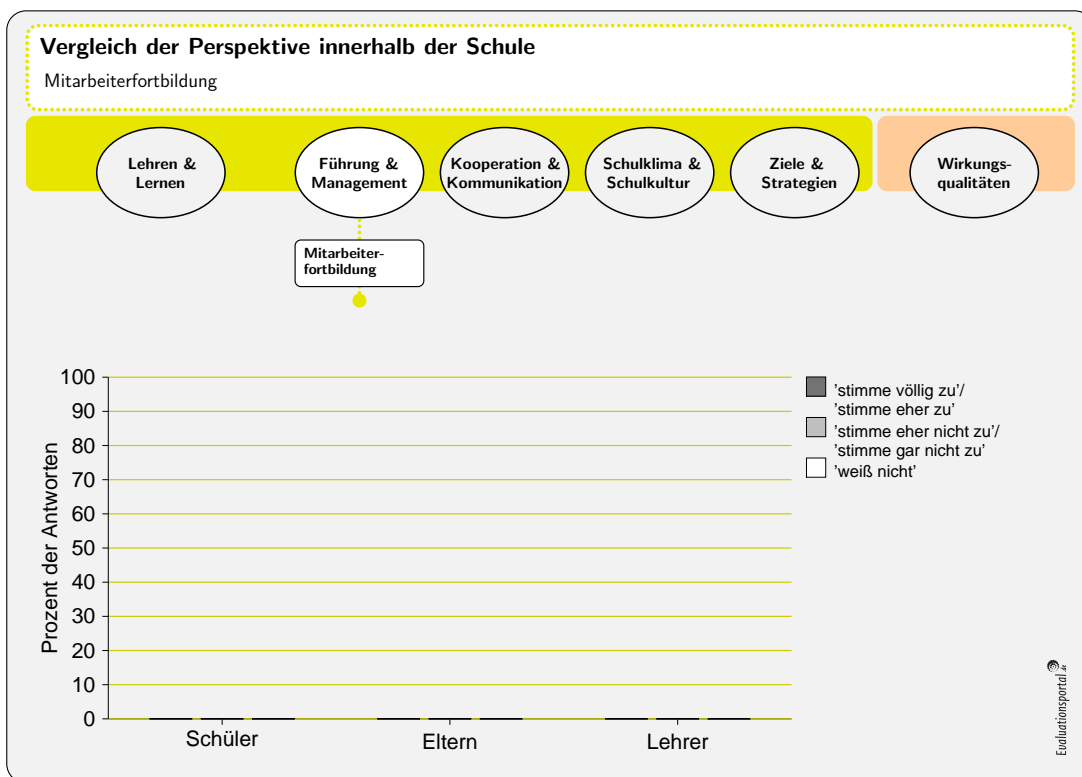 Vergleich der Perspektive innerhalb der Schule
Mitarbeiterfortbildung
Lehren &
Lernen
Führung &
Management
Kooperation &
Kommunikation
Schulklima &
Schulkultur
Ziele &
Strategien
Wirkungs-
qualitäten
Mitarbeiter-
fortbildung
Prozent der Antworten
100
90
80
70
60
50
40
30
20
10
0
Schüler
Eltern
Lehrer
’stimme völlig zu’/
’stimme eher zu’
’stimme eher nicht zu’/
’stimme gar nicht zu’
’weiß nicht’
Evaluationsportal.de